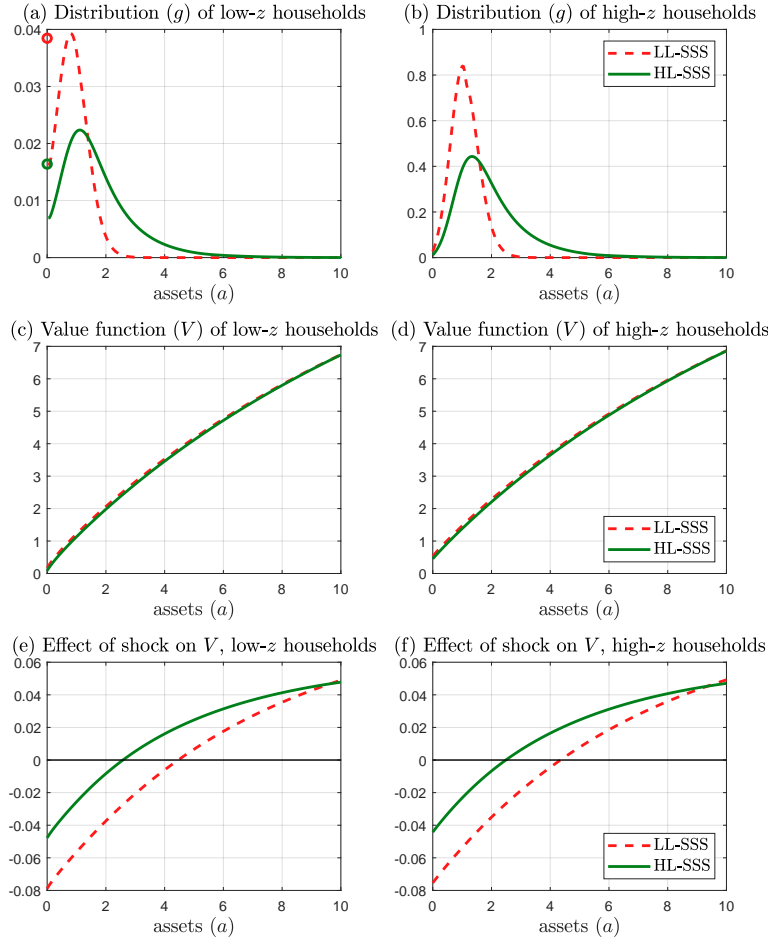 (a) Distribution (g) of low-z households
(b) Distribution (g) of high-z households
0.04
0.03
0.02
0.01
0
0 2 4 6 8 10
assets (a)
1
0.8
0.6
0.4
0.2
0
0 2 4 6 8 10
assets (a)
LL-SSS
HL-SSS
(c) Value function (V) of low-z households
(d) Value function (V) of high-z households
7
6
5
4
3
2
1
0
0 2 4 6 8 10
assets (a)
7
6
5
4
3
2
1
0
0 2 4 6 8 10
assets (a)
LL-SSS
HL-SSS
(e) Effect of shock on V, low-z households
(f) Effect of shock on V, high-z households
0.06
0.04
0.02
0
-0.02
-0.04
-0.06
-0.08
0 2 4 6 8 10
assets (a)
0.06
0.04
0.02
0
-0.02
-0.04
-0.06
-0.08
0 2 4 6 8 10
assets (a)
LL-SSS
HL-SSS